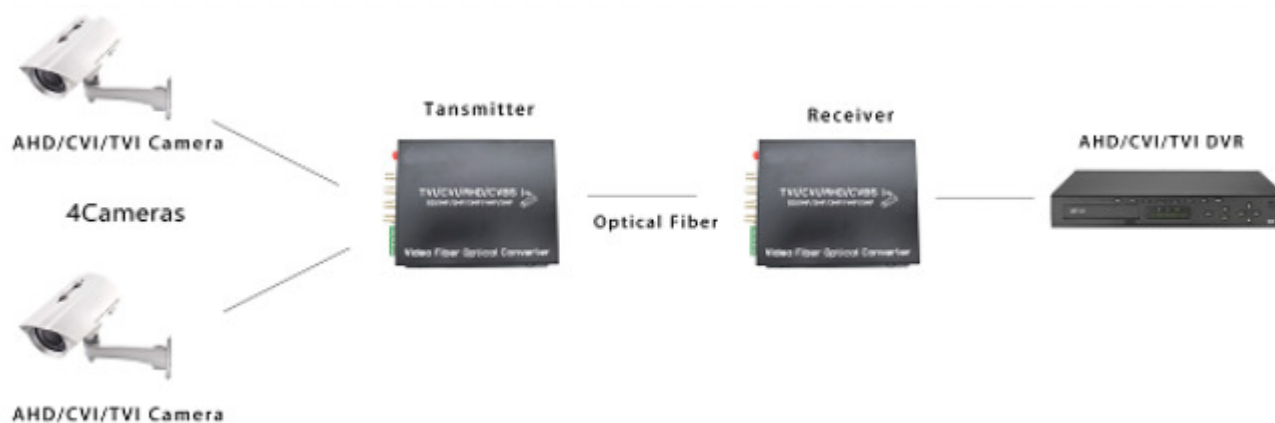 AHD/CVI/TVI Camera
4Cameras
AHD/CVI/TVI Camera
Tansmitter
TVI/CVI/AHD/CVBS
Video Fiber Optical Converter
Optical Fiber
Receiver
TVI/CVI/AHD/CVBS
Video Fiber Optical Converter
AHD/CVI/TVI DVR